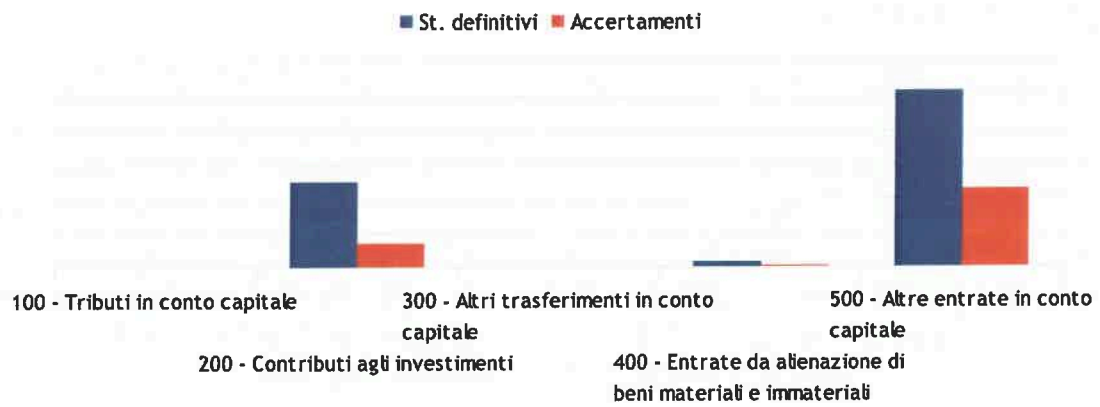 St. definitivi Accertamenti
100 - Tributi in conto capitale
200 - Contributi agli investimenti
300 - Altri trasferimenti in conto
capitale
400 - Entrate da alienazione di
beni materiali e immateriali
500 - Altre entrate in conto
capitale